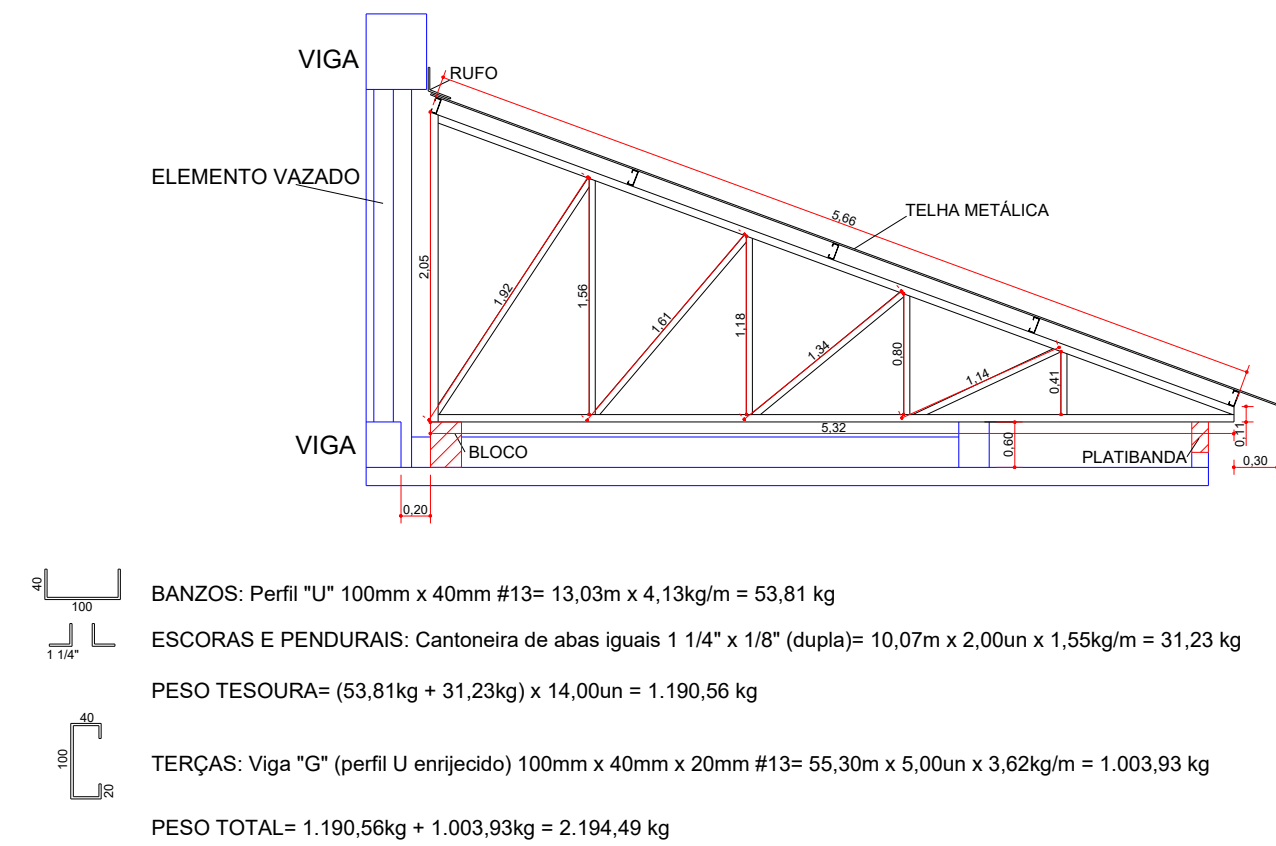 VIGA
RUFO
ELEMENTO VAZADO
TELHA METÁLICA
5,66
2,05
1,92
1,56
1,61
1,18
1,34
0,80
1,14
0,41
VIGA
BLOCO
5,32
0,60
PLATIBANDA
0,11
0,30
0,20
40
100
BANZOS: Perfil "U" 100mm x 40mm #13= 13,03m x 4,13kg/m = 53,81 kg
1 1/4"
ESCORAS E PENDURAIS: Cantoneira de abas iguais 1 1/4" x 1/8" (dupla)= 10,07m x 2,00un x 1,55kg/m = 31,23 kg
PESO TESOURA= (53,81kg + 31,23kg) x 14,00un = 1.190,56 kg
40
100
20
TERÇAS: Viga "G" (perfil U enrijecido) 100mm x 40mm x 20mm #13= 55,30m x 5,00un x 3,62kg/m = 1.003,93 kg
PESO TOTAL= 1.190,56kg + 1.003,93kg = 2.194,49 kg